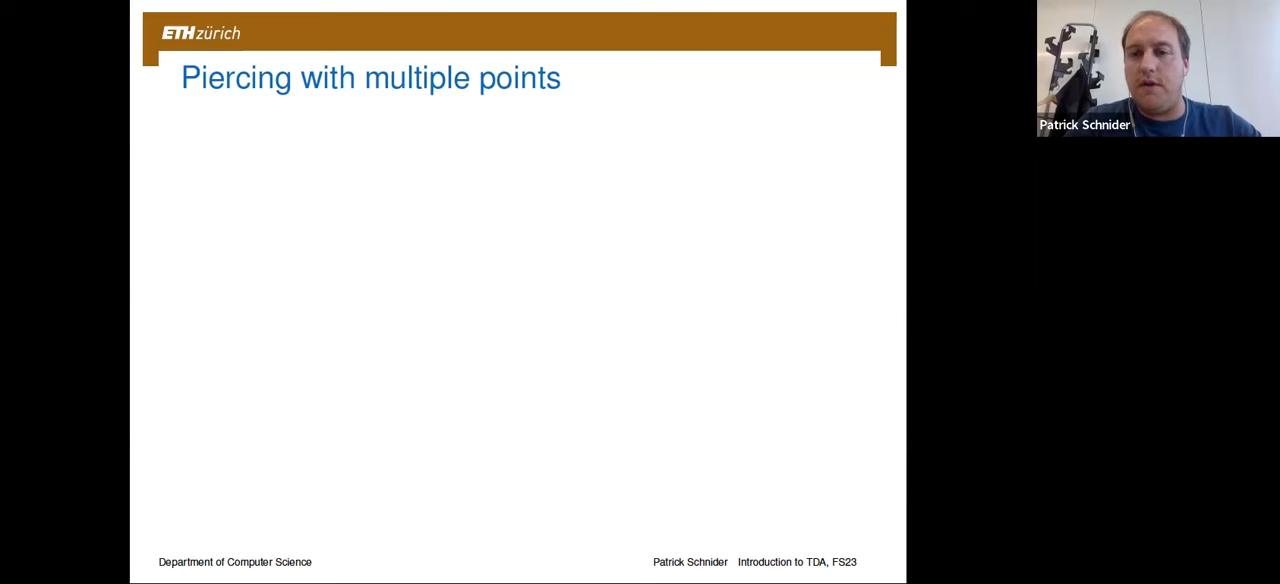 ETH zürich
Piercing with multiple points
Patrick Schnider
Department of Computer Science
Patrick Schnider Introduction to TDA, FS23